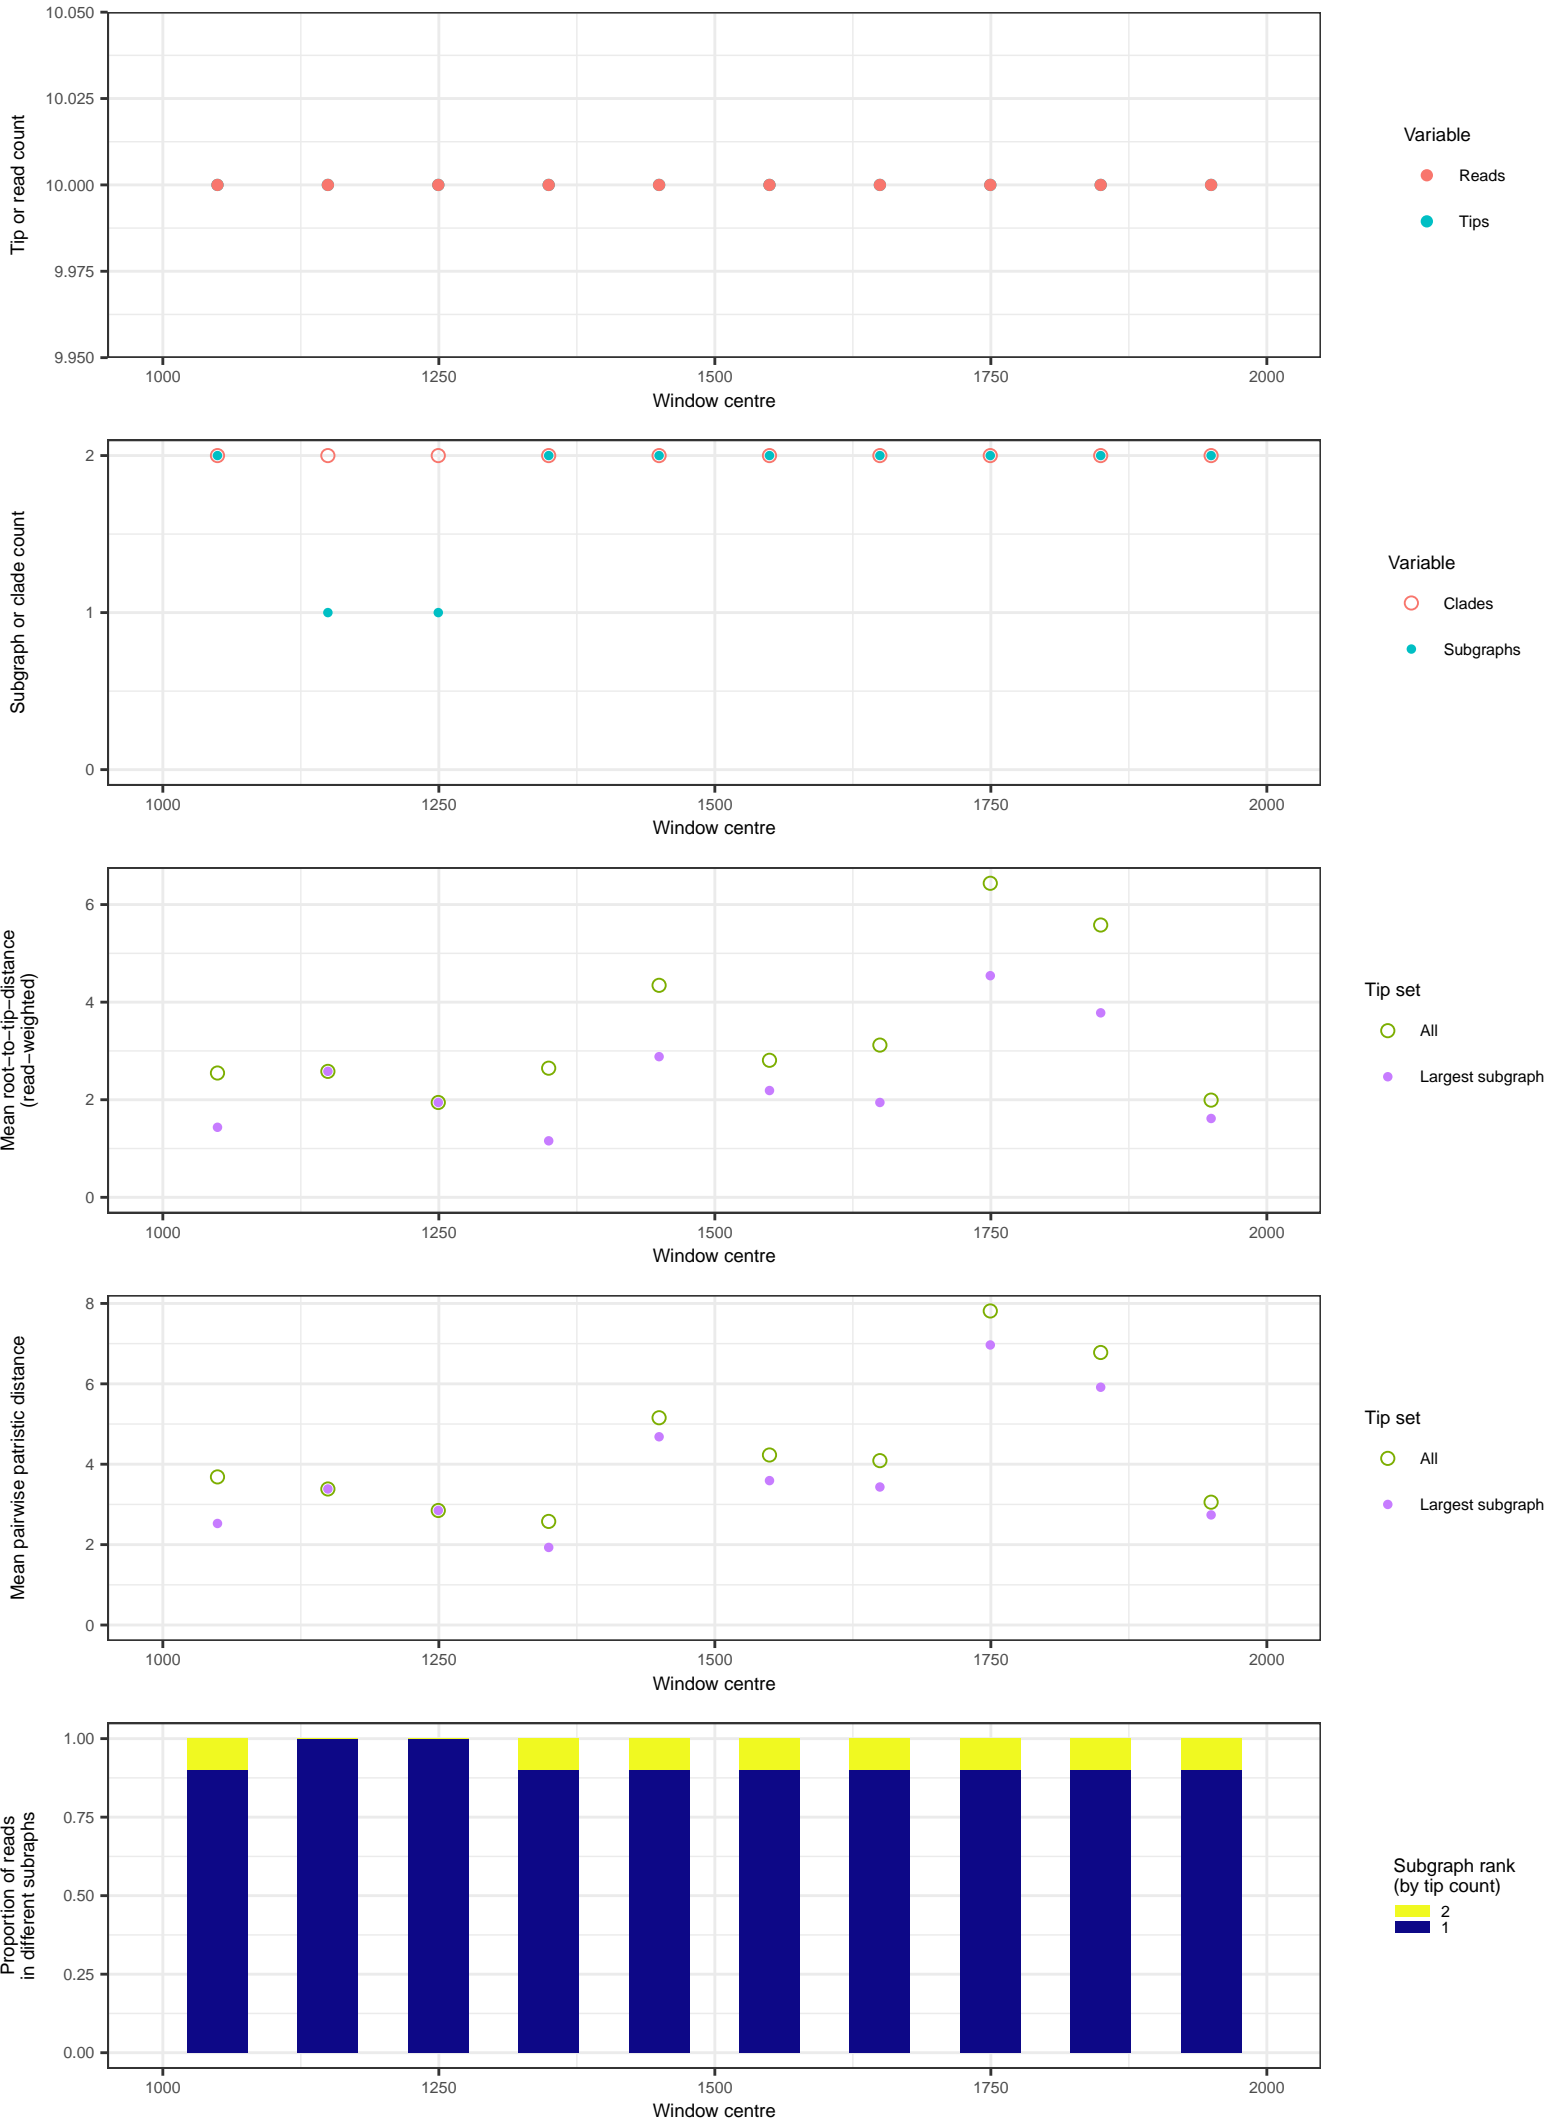 10.050
10.025
10.000
9.975
9.950
Tip or read count
1000 1250 1500 1750 2000
Window centre
Variable
Reads
Tips
2
1
0
Subgraph or clade count
1000 1250 1500 1750 2000
Window centre
Variable
Clades
Subgraphs
6
4
2
0
Mean root−to−tip−distance
(read−weighted)
1000 1250 1500 1750 2000
Window centre
Tip set
All
Largest subgraph
8
6
4
2
0
Mean pairwise patristic distance
1000 1250 1500 1750 2000
Window centre
Tip set
All
Largest subgraph
1.00
0.75
0.50
0.25
0.00
Proportion of reads
in different subraphs
1000 1250 1500 1750 2000
Window centre
Subgraph rank
(by tip count)
2
1